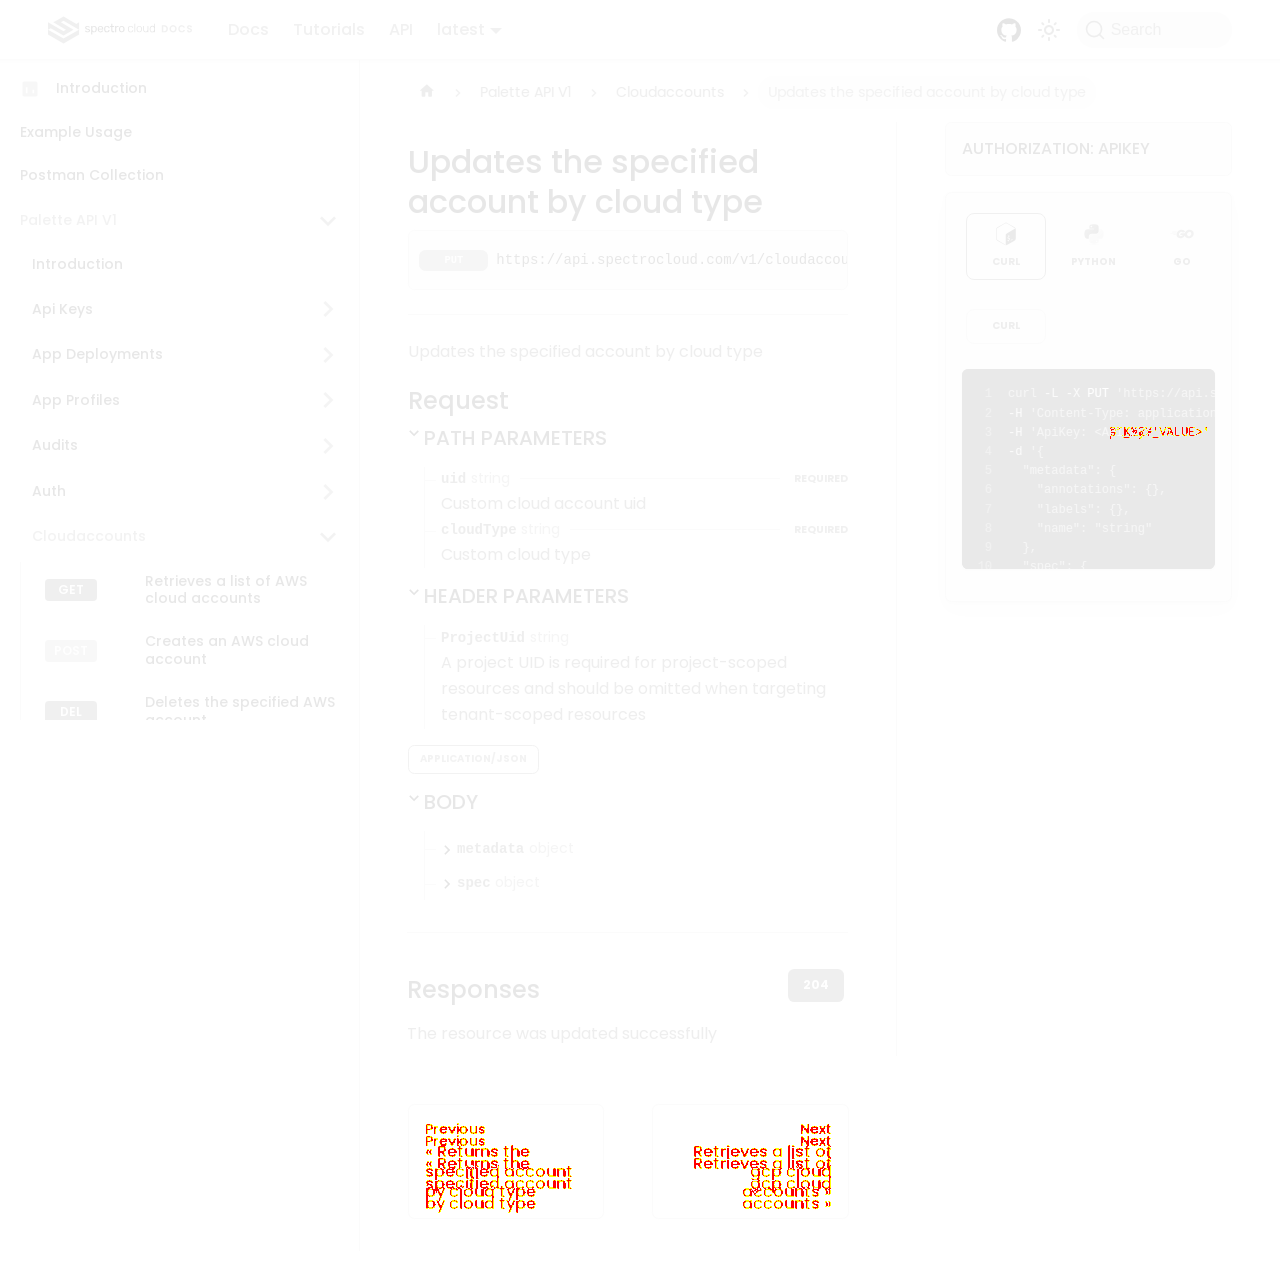 spectro cloud DOCS
Docs
Tutorials
API
latest
Search
Introduction
Example Usage
Postman Collection
Palette API V1
Introduction
Api Keys
App Deployments
App Profiles
Audits
Auth
Cloudaccounts
GET Retrieves a list of AWS
cloud accounts
POST Creates an AWS cloud
account
DEL Deletes the specified AWS
account
Palette API V1 > Cloudaccounts > Updates the specified account by cloud type
Updates the specified
account by cloud type
PUT https://api.spectrocloud.com/v1/cloudaccou
Updates the specified account by cloud type
Request
PATH PARAMETERS
uid string REQUIRED
Custom cloud account uid
cloudType string REQUIRED
Custom cloud type
HEADER PARAMETERS
ProjectUid string
A project UID is required for project-scoped
resources and should be omitted when targeting
tenant-scoped resources
APPLICATION/JSON
BODY
metadata object
spec object
Responses
204
The resource was updated successfully
Previous
« Returns the
specified account
by cloud type
Next
Retrieves a list of
gcp cloud
accounts »
AUTHORIZATION: APIKEY
CURL
PYTHON
GO
CURL
1 curl -L -X PUT 'https://api.s
2 -H 'Content-Type: application
3 -H 'ApiKey: <A
4 -d '{
5 "metadata": {
6 "annotations": {},
7 "labels": {},
8 "name": "string"
9 },
10 "spec": {